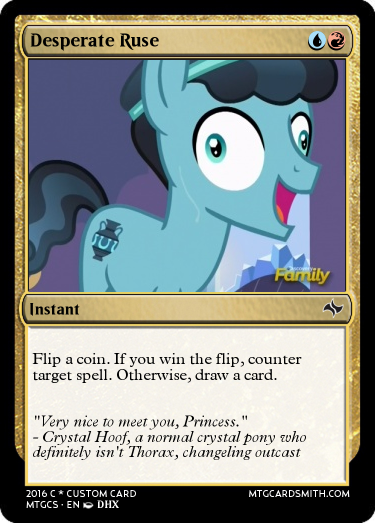 Desperate Ruse
Discovery
Family
Instant
Flip a coin. If you win the flip, counter
target spell. Otherwise, draw a card.
"Very nice to meet you, Princess."
- Crystal Hoof, a normal crystal pony who
definitely isn't Thorax, changeling outcast
2016 C * CUSTOM CARD
MTGCARDSMITH.COM
MTGCS · EN DHX